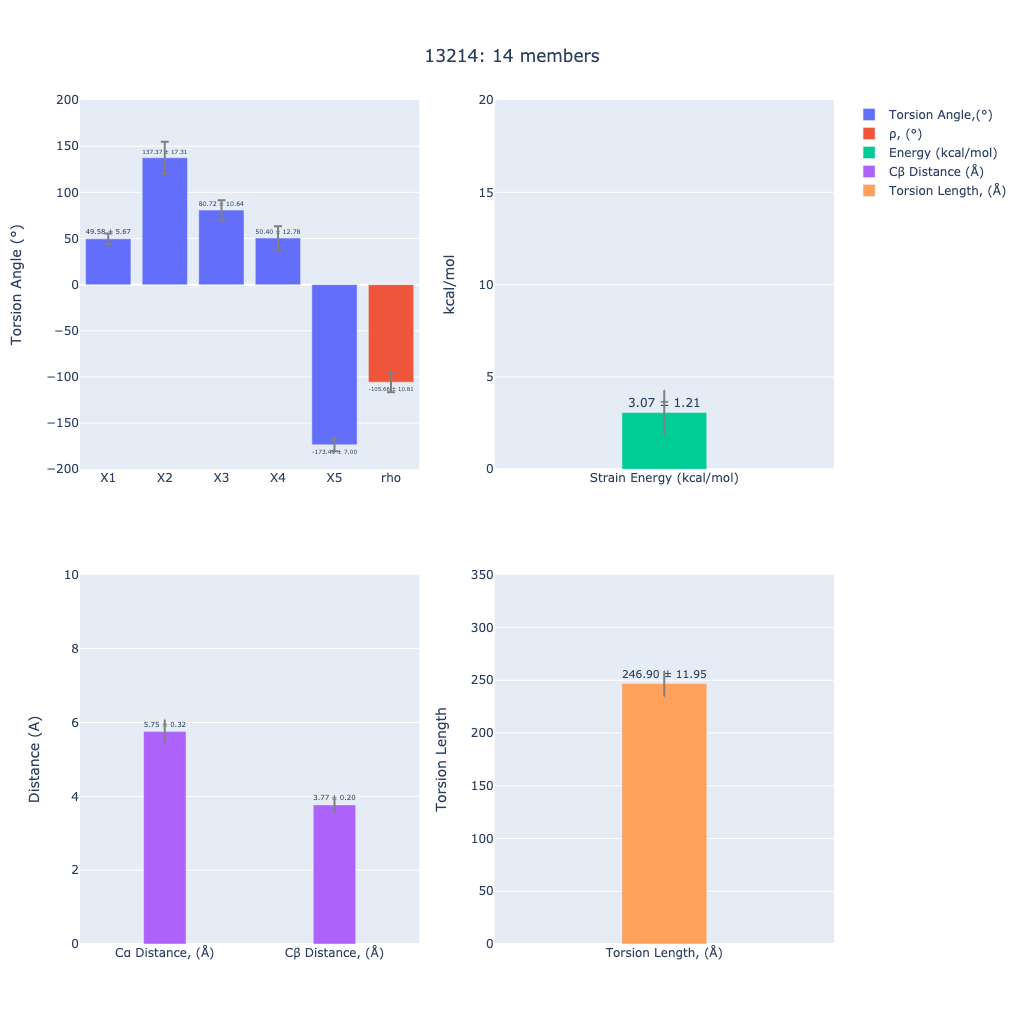 13214: 14 members
Torsion Angle (°)
200
150
100
50
0
−50
−100
−150
−200
49.58 ± 5.67
137.37 ± 17.31
80.72 ± 10.64
50.40 ± 12.78
± 7.00
± 10.81
X1
X2
X3
X4
X5
rho
kcal/mol
20
15
10
5
0
3.07 ± 1.21
Strain Energy (kcal/mol)
Torsion Angle,(°)
ρ, (°)
Energy (kcal/mol)
Cβ Distance (Å)
Torsion Length, (Å)
Distance (A)
10
8
6
4
2
0
5.75 ± 0.32
3.77 ± 0.20
Cα Distance, (Å)
Cβ Distance, (Å)
Torsion Length
350
300
250
200
150
100
50
0
246.90 ± 11.95
Torsion Length, (Å)